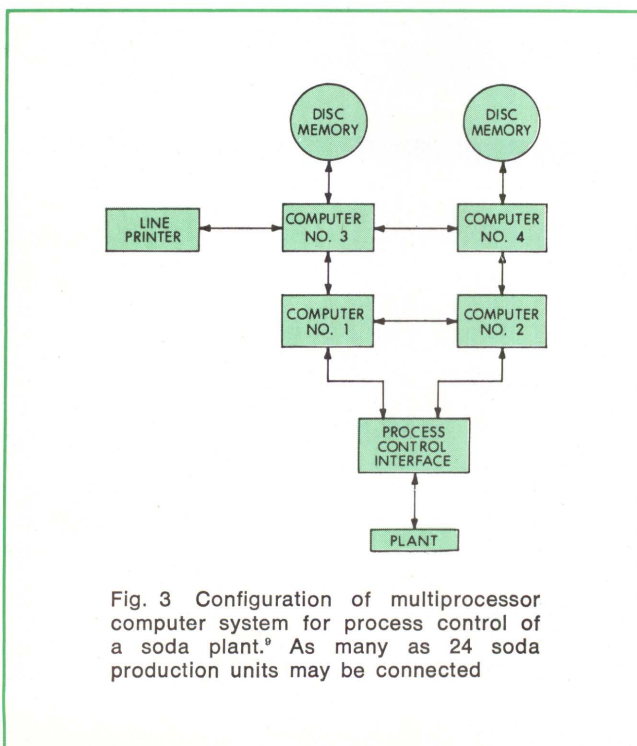 DISC
MEMORY
DISC
MEMORY
LINE
PRINTER
COMPUTER
NO. 3
COMPUTER
NO. 4
COMPUTER
NO. 1
COMPUTER
NO. 2
PROCESS
CONTROL
INTERFACE
PLANT
Fig. 3 Configuration of multiprocessor
computer system for process control of
a soda plant.⁹ As many as 24 soda
production units may be connected